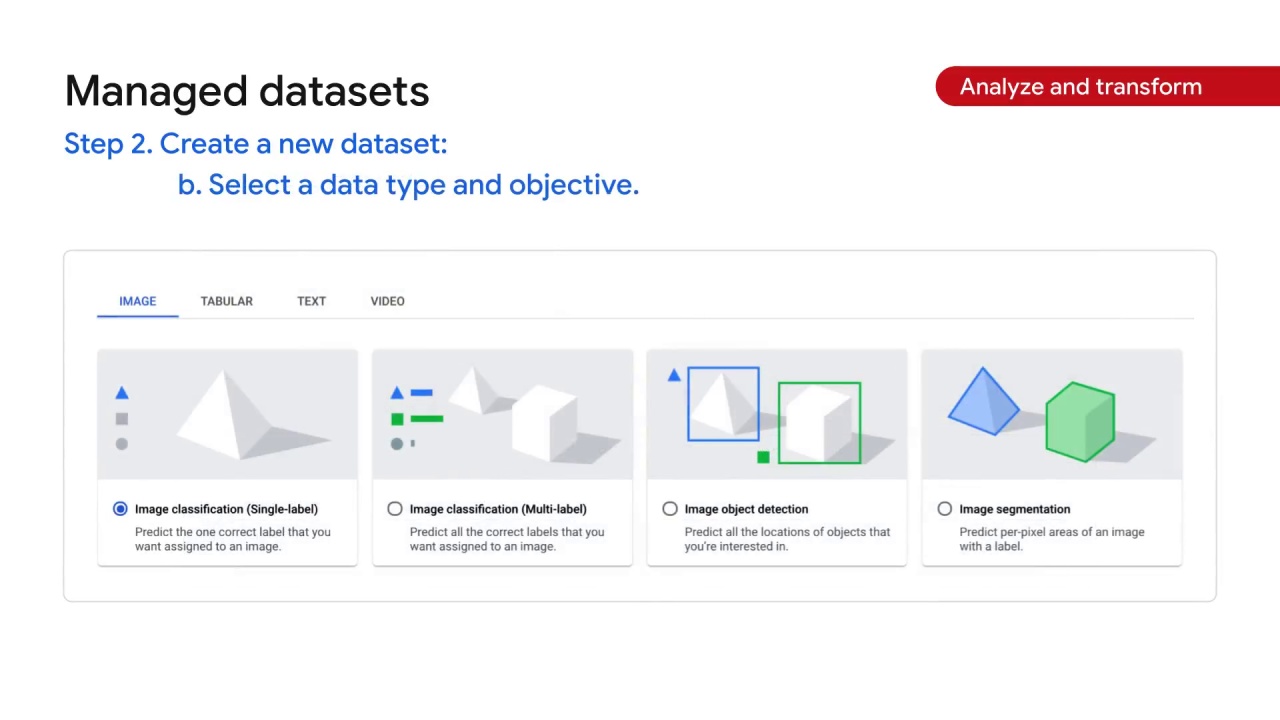 Managed datasets
Analyze and transform
Step 2. Create a new dataset:
b. Select a data type and objective.
IMAGE TABULAR TEXT VIDEO
Image classification (Single-label)
Predict the one correct label that you
want assigned to an image.
Image classification (Multi-label)
Predict all the correct labels that you
want assigned to an image.
Image object detection
Predict all the locations of objects that
you're interested in.
Image segmentation
Predict per-pixel areas of an image
with a label.